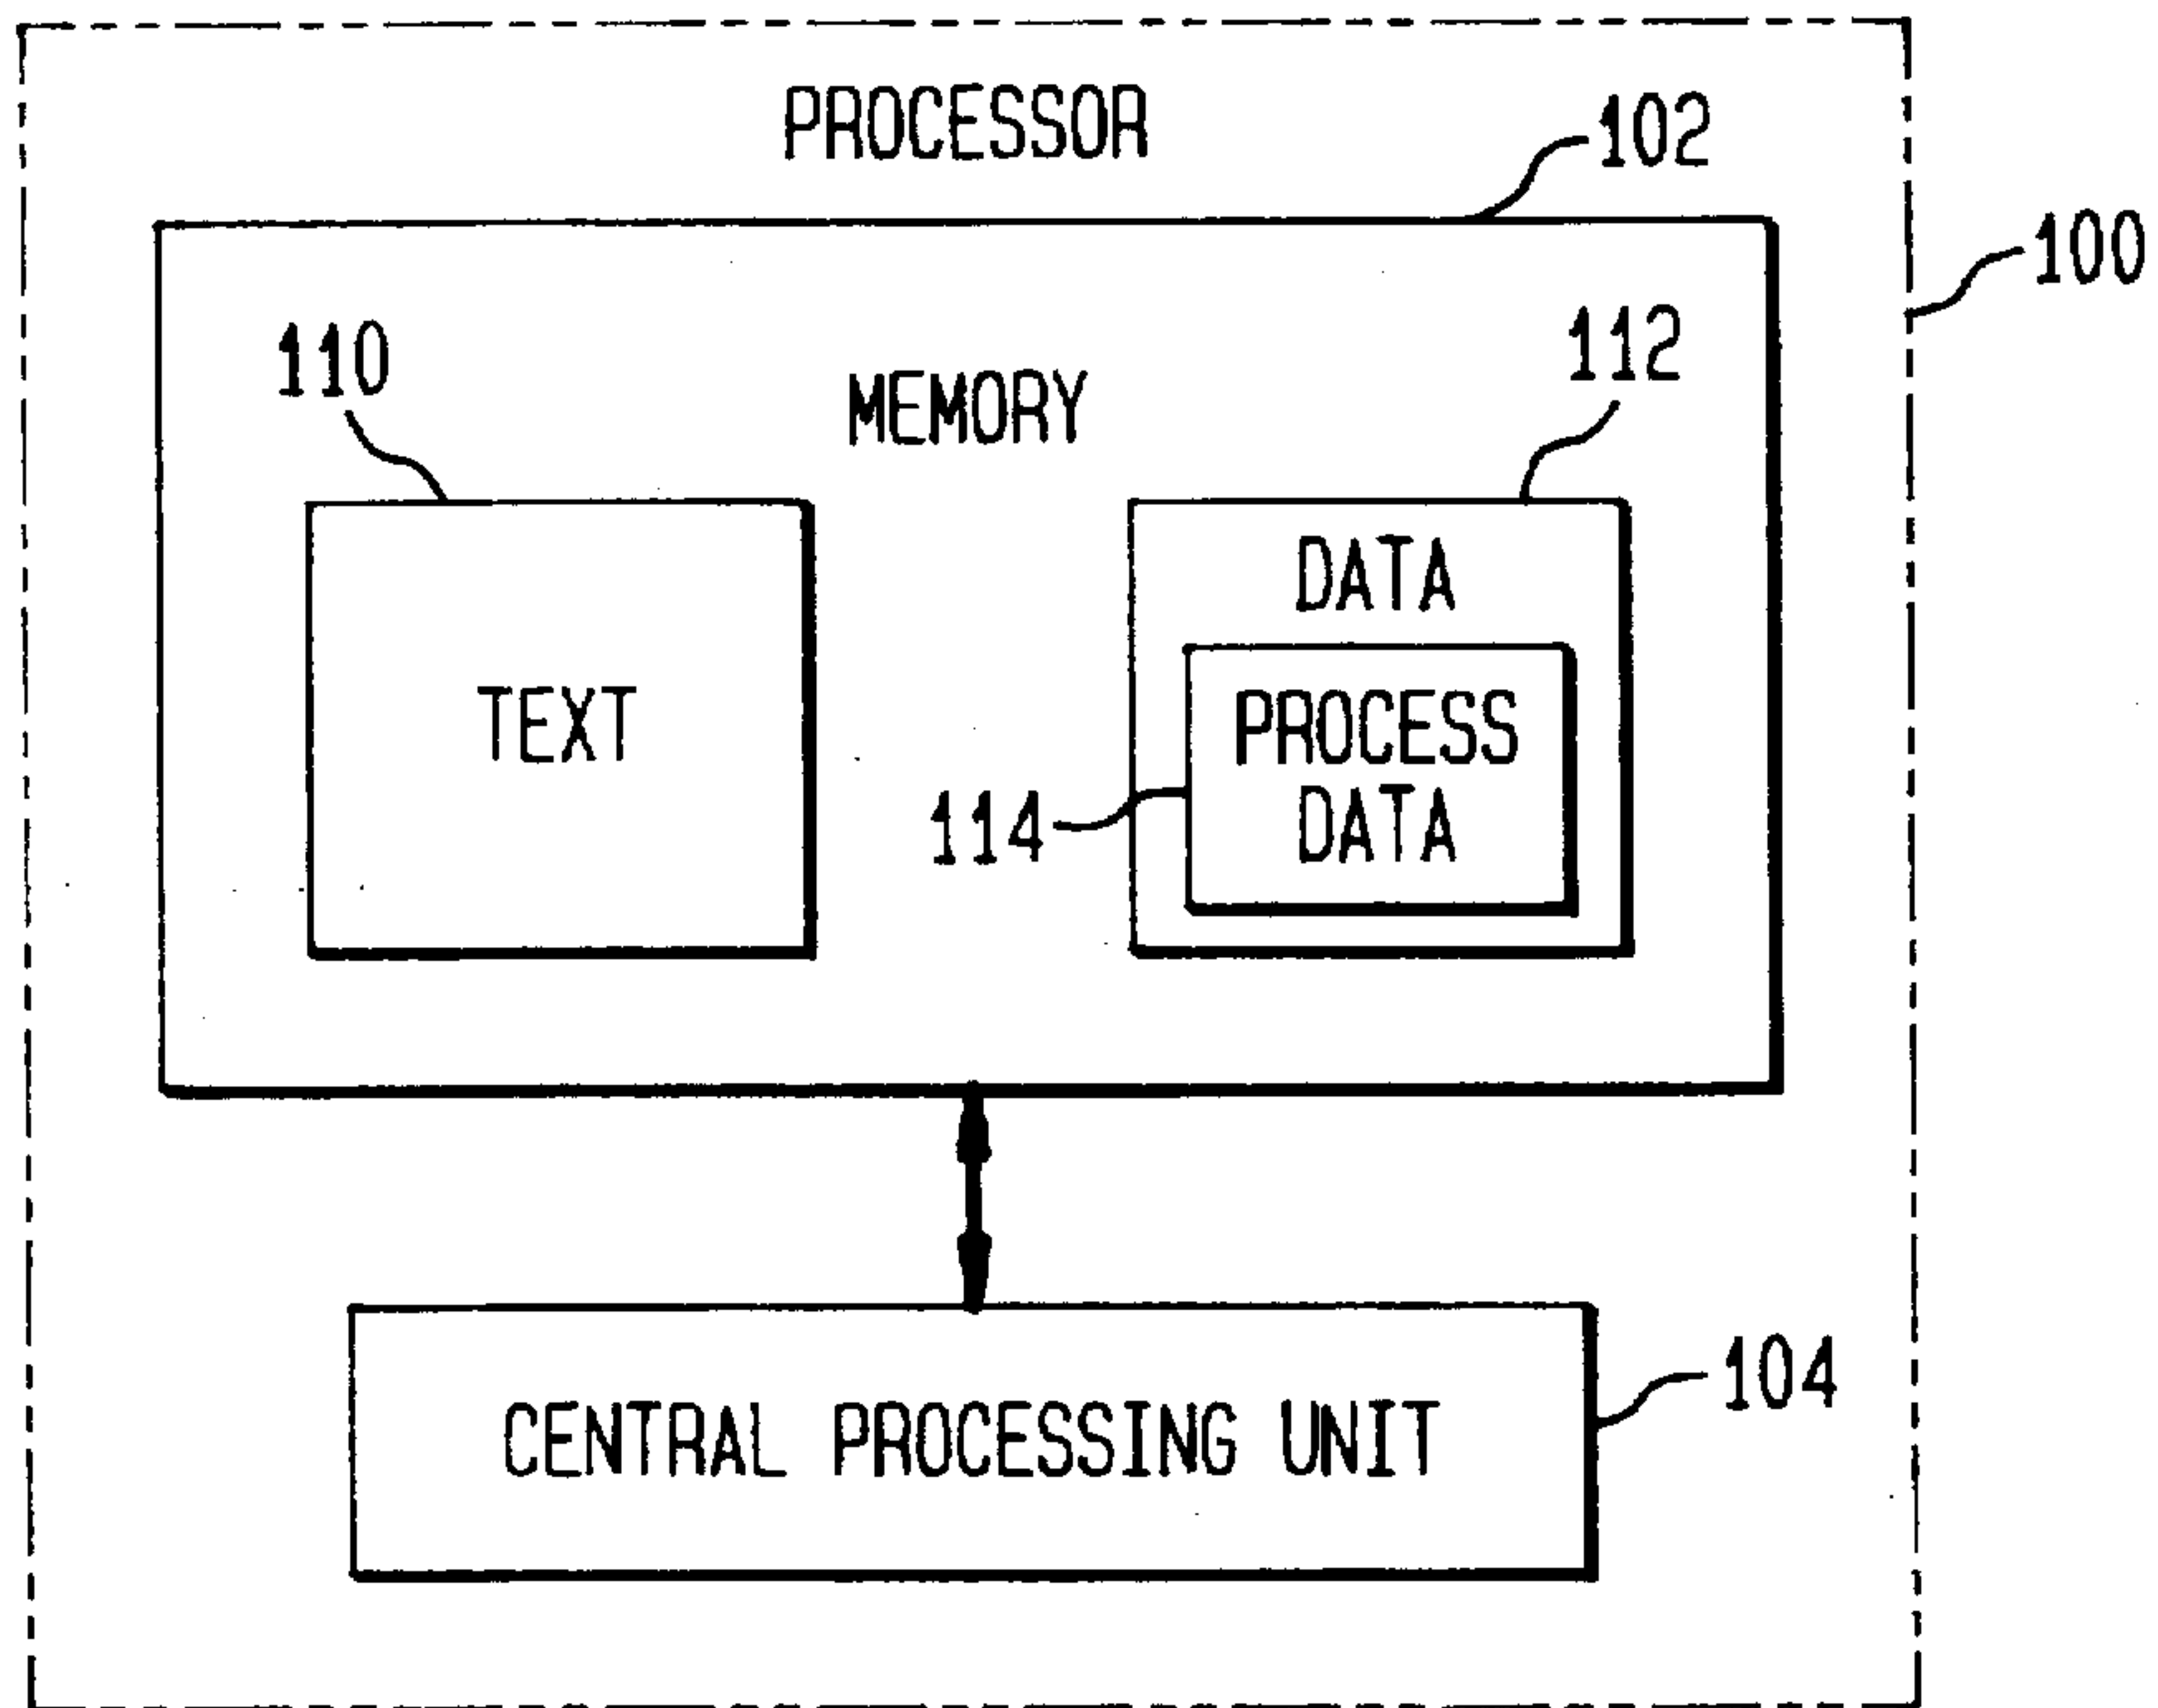 PROCESSOR
102
100
110
112
MEMORY
DATA
TEXT
PROCESS
DATA
114
104
CENTRAL PROCESSING UNIT